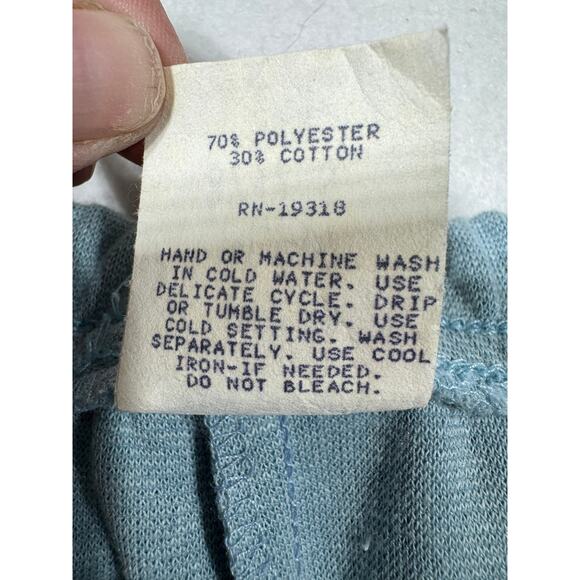 70% POLYESTER
30% COTTON
RN-19318
HAND OR MACHINE WASH
IN COLD WATER. USE
DELICATE CYCLE. DRIP
OR TUMBLE DRY. USE
COLD SETTING. WASH
SEPARATELY. USE COOL
IRON-IF NEEDED.
DO NOT BLEACH.